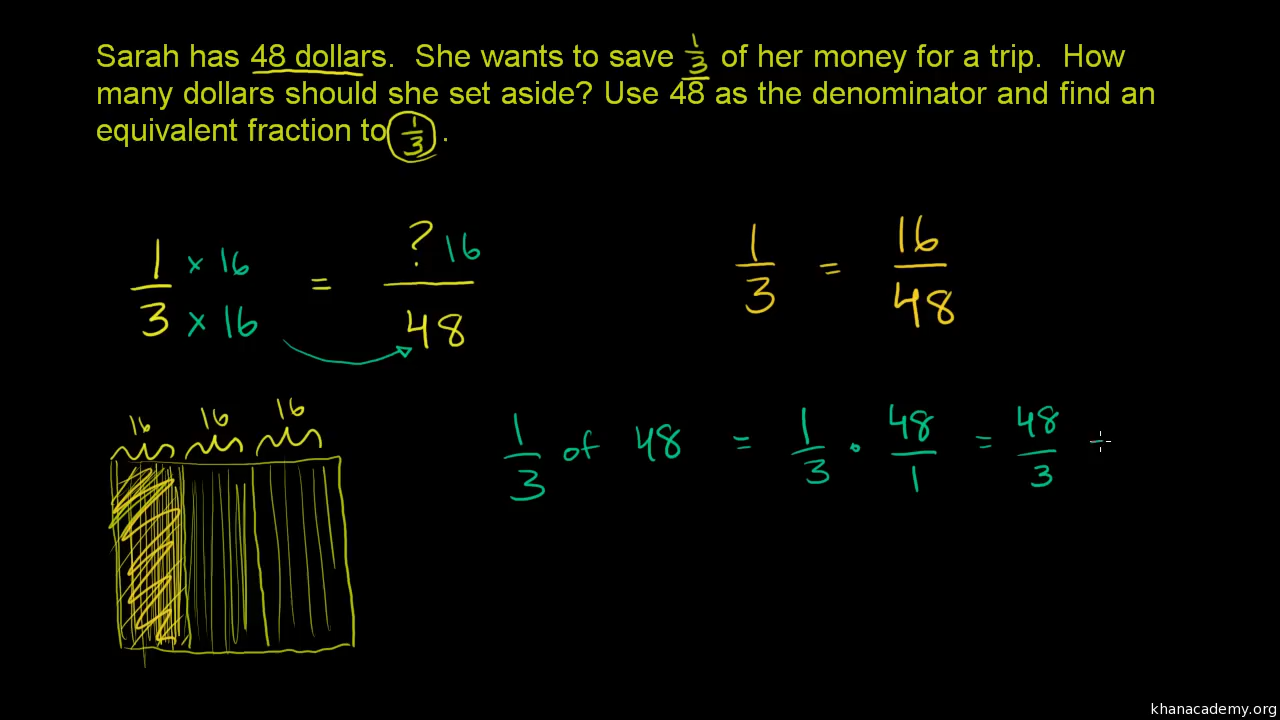 Sarah has 48 dollars. She wants to save 1/3 of her money for a trip. How
many dollars should she set aside? Use 48 as the denominator and find an
equivalent fraction to 1/3 .
1/3 × 16 / × 16 = ? 16 / 48
1/3 = 16/48
16 16 16
1/3 of 48 = 1/3 · 48/1 = 48/3 =
khanacademy.org